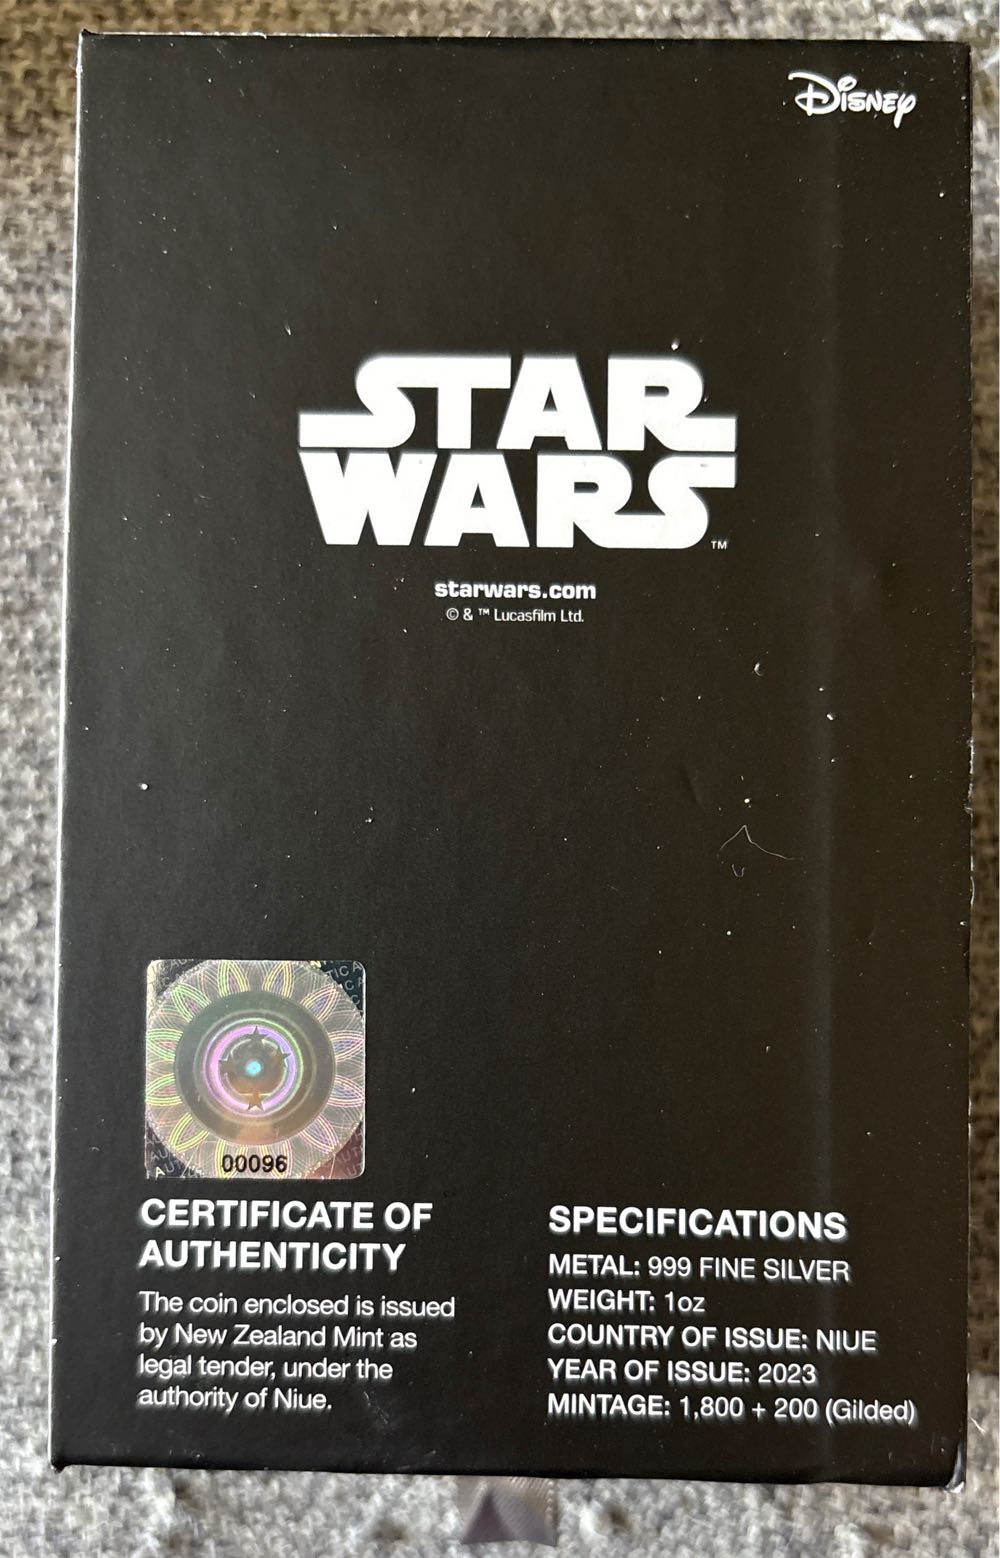 Disney
STAR
WARS
™
starwars.com
© & ™ Lucasfilm Ltd.
00096
CERTIFICATE OF
AUTHENTICITY
The coin enclosed is issued
by New Zealand Mint as
legal tender, under the
authority of Niue.
SPECIFICATIONS
METAL: 999 FINE SILVER
WEIGHT: 1oz
COUNTRY OF ISSUE: NIUE
YEAR OF ISSUE: 2023
MINTAGE: 1,800 + 200 (Gilded)